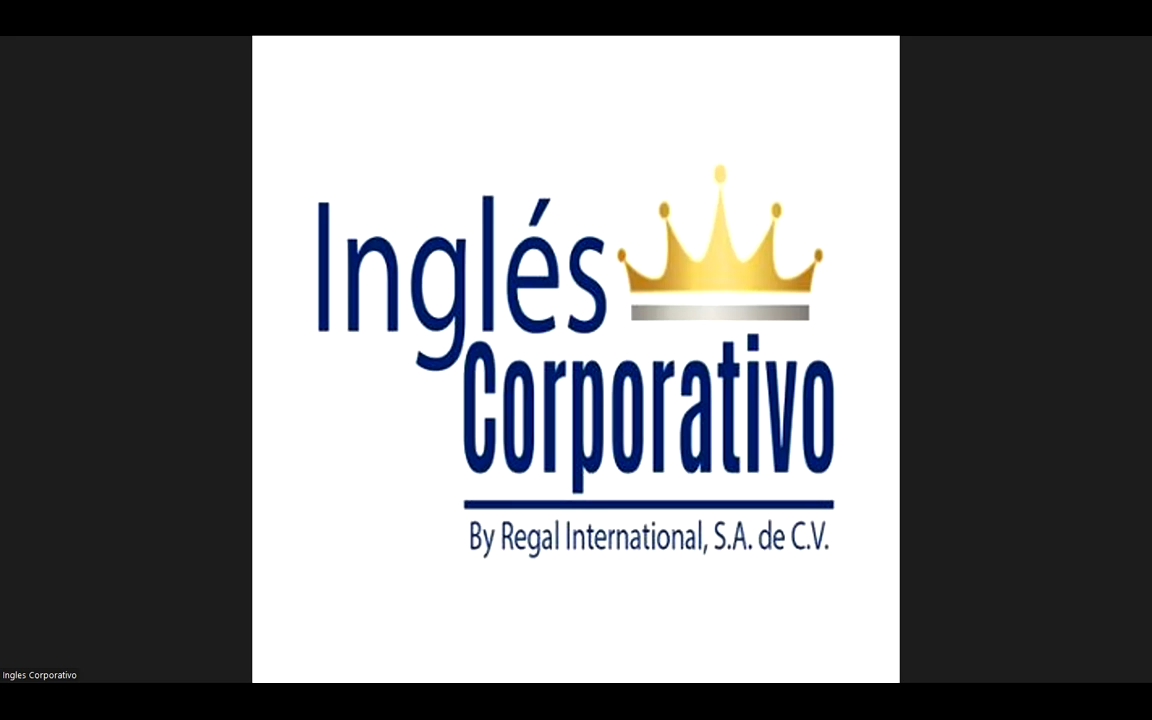 Inglés
Corporativo
By Regal International, S.A. de C.V.
Ingles Corporativo